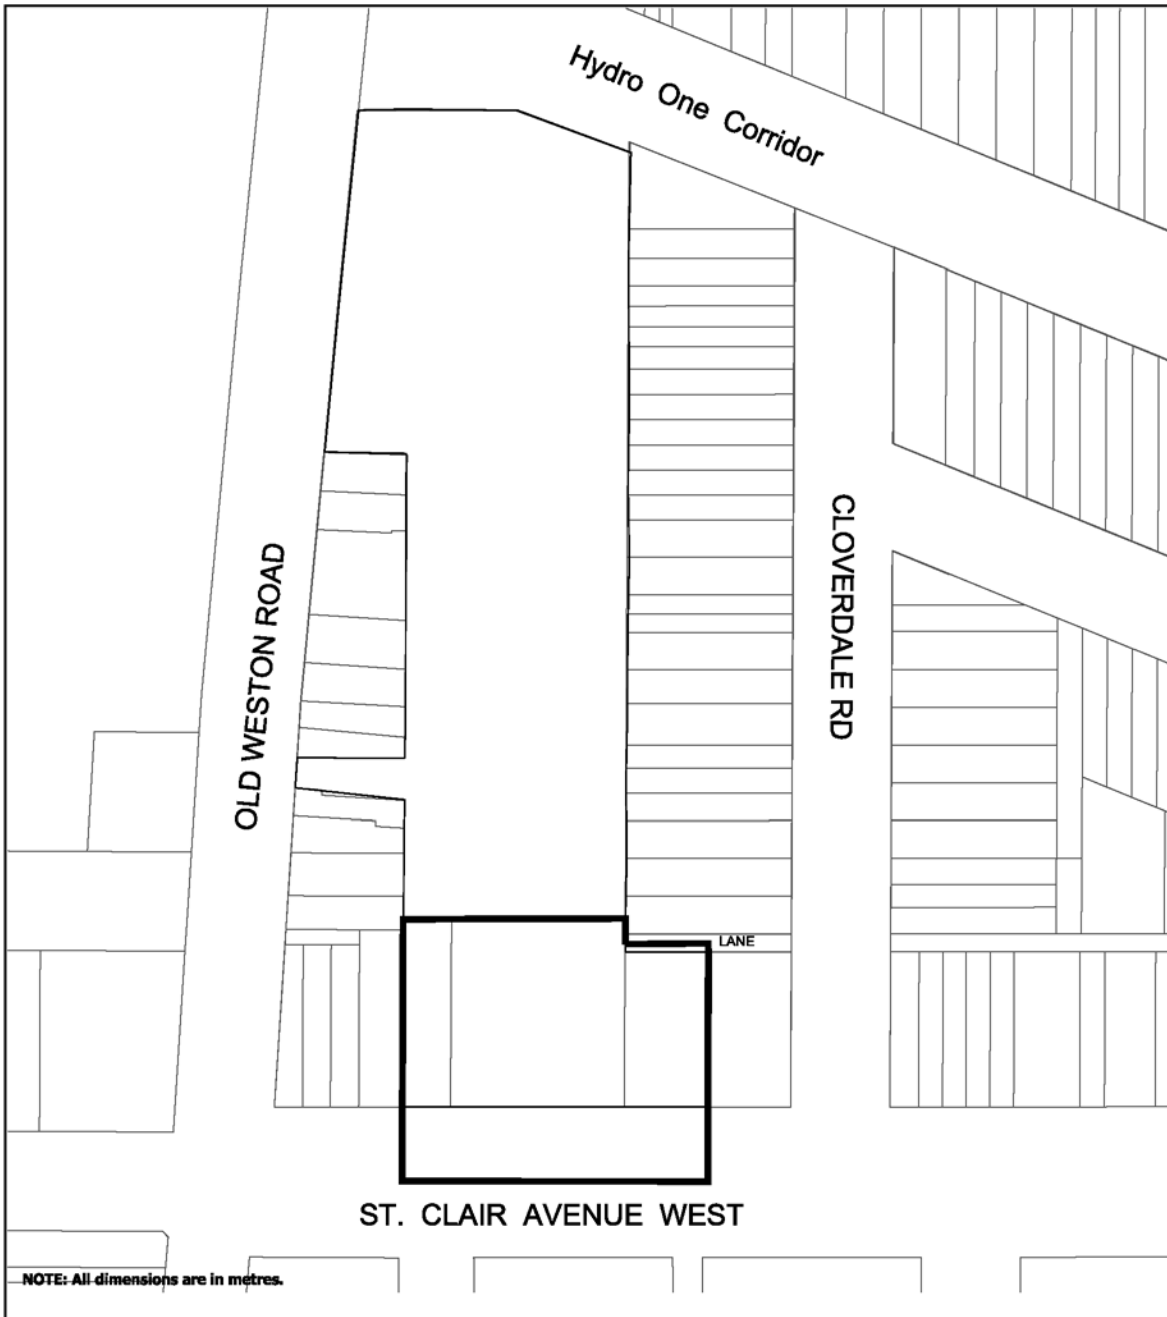 Hydro One Corridor
CLOVERDALE RD
OLD WESTON ROAD
LANE
ST. CLAIR AVENUE WEST
NOTE: All dimensions are in metres.